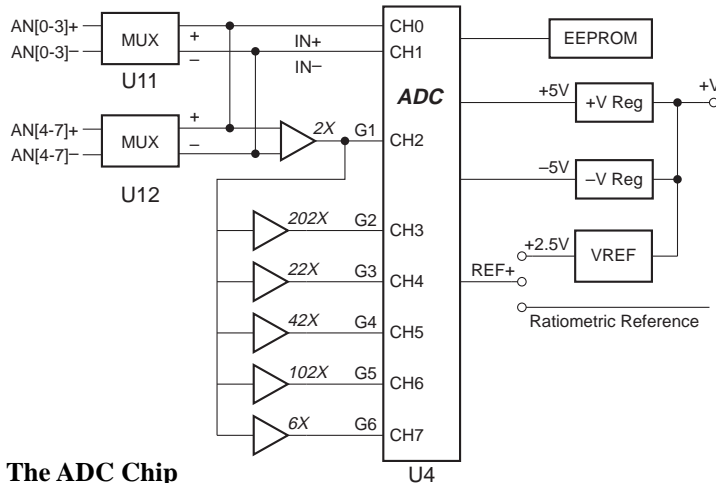 AN[0-3]+
AN[0-3]−
MUX
+
−
U11
IN+
IN−
CH0
CH1
EEPROM
ADC
+5V
+V Reg
+V
AN[4-7]+
AN[4-7]−
MUX
+
−
U12
2X
G1
CH2
−5V
−V Reg
202X
G2
CH3
+2.5V
VREF
22X
G3
CH4
REF+
42X
G4
CH5
Ratiometric Reference
102X
G5
CH6
6X
G6
CH7
The ADC Chip
U4